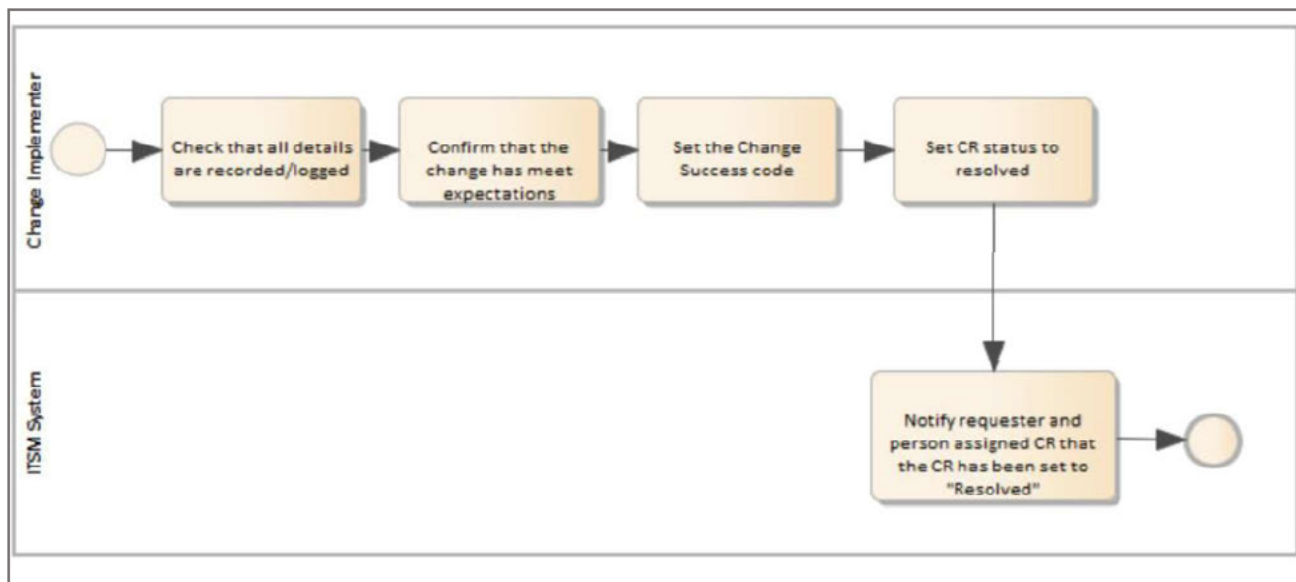 Change Implementer
Check that all details
are recorded/logged
Confirm that the
change has meet
expectations
Set the Change
Success code
Set CR status to
resolved
ITSM System
Notify requester and
person assigned CR that
the CR has been set to
"Resolved"